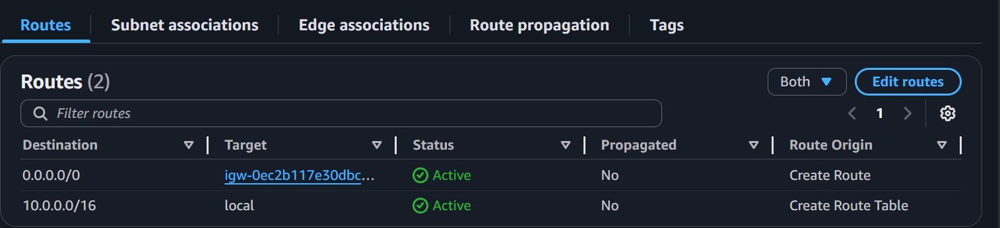 Routes Subnet associations Edge associations Route propagation Tags
Routes (2) Both Edit routes
Filter routes 1
Destination Target Status Propagated Route Origin
0.0.0.0/0 igw-0ec2b117e30dbc... Active No Create Route
10.0.0.0/16 local Active No Create Route Table